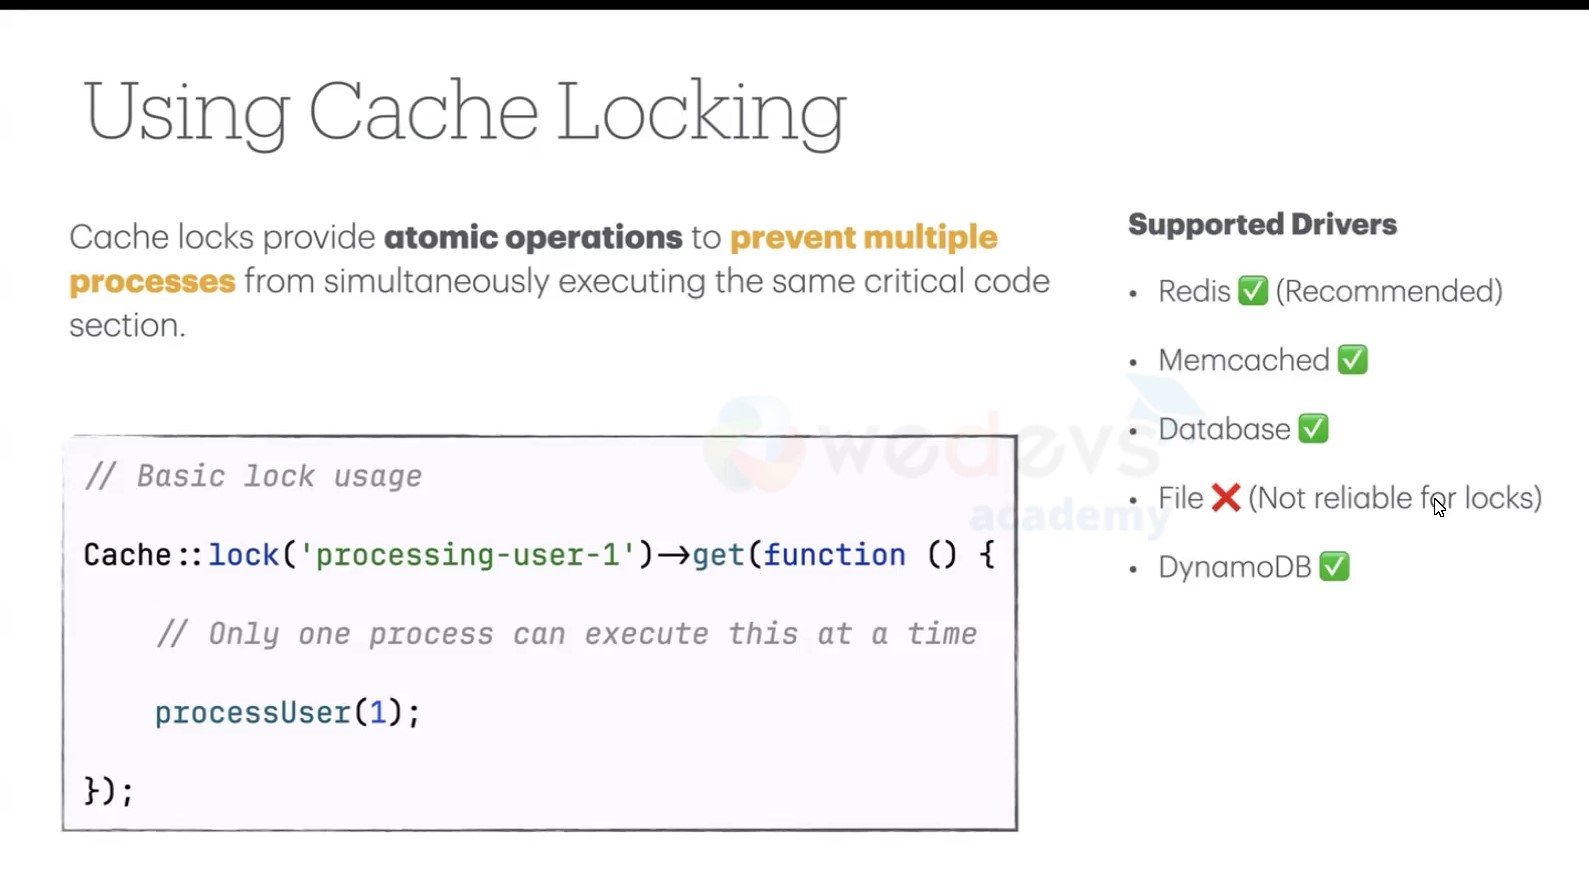 Using Cache Locking
Cache locks provide atomic operations to prevent multiple
processes from simultaneously executing the same critical code
section.
// Basic lock usage
Cache::lock('processing-user-1')->get(function () {
// Only one process can execute this at a time
processUser(1);
});
Supported Drivers
• Redis ✅ (Recommended)
• Memcached ✅
• Database ✅
• File ❌ (Not reliable for locks)
• DynamoDB ✅
wedevs
academy